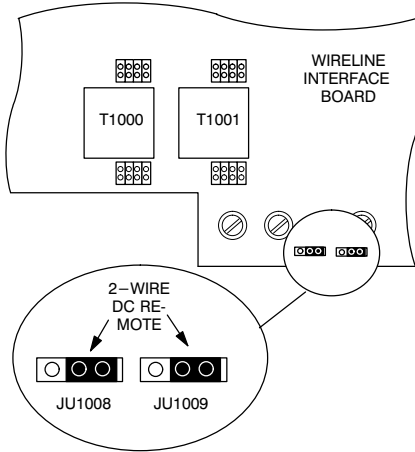 WIRELINE
INTERFACE
BOARD
T1000
T1001
2–WIRE
DC RE-
MOTE
JU1008
JU1009